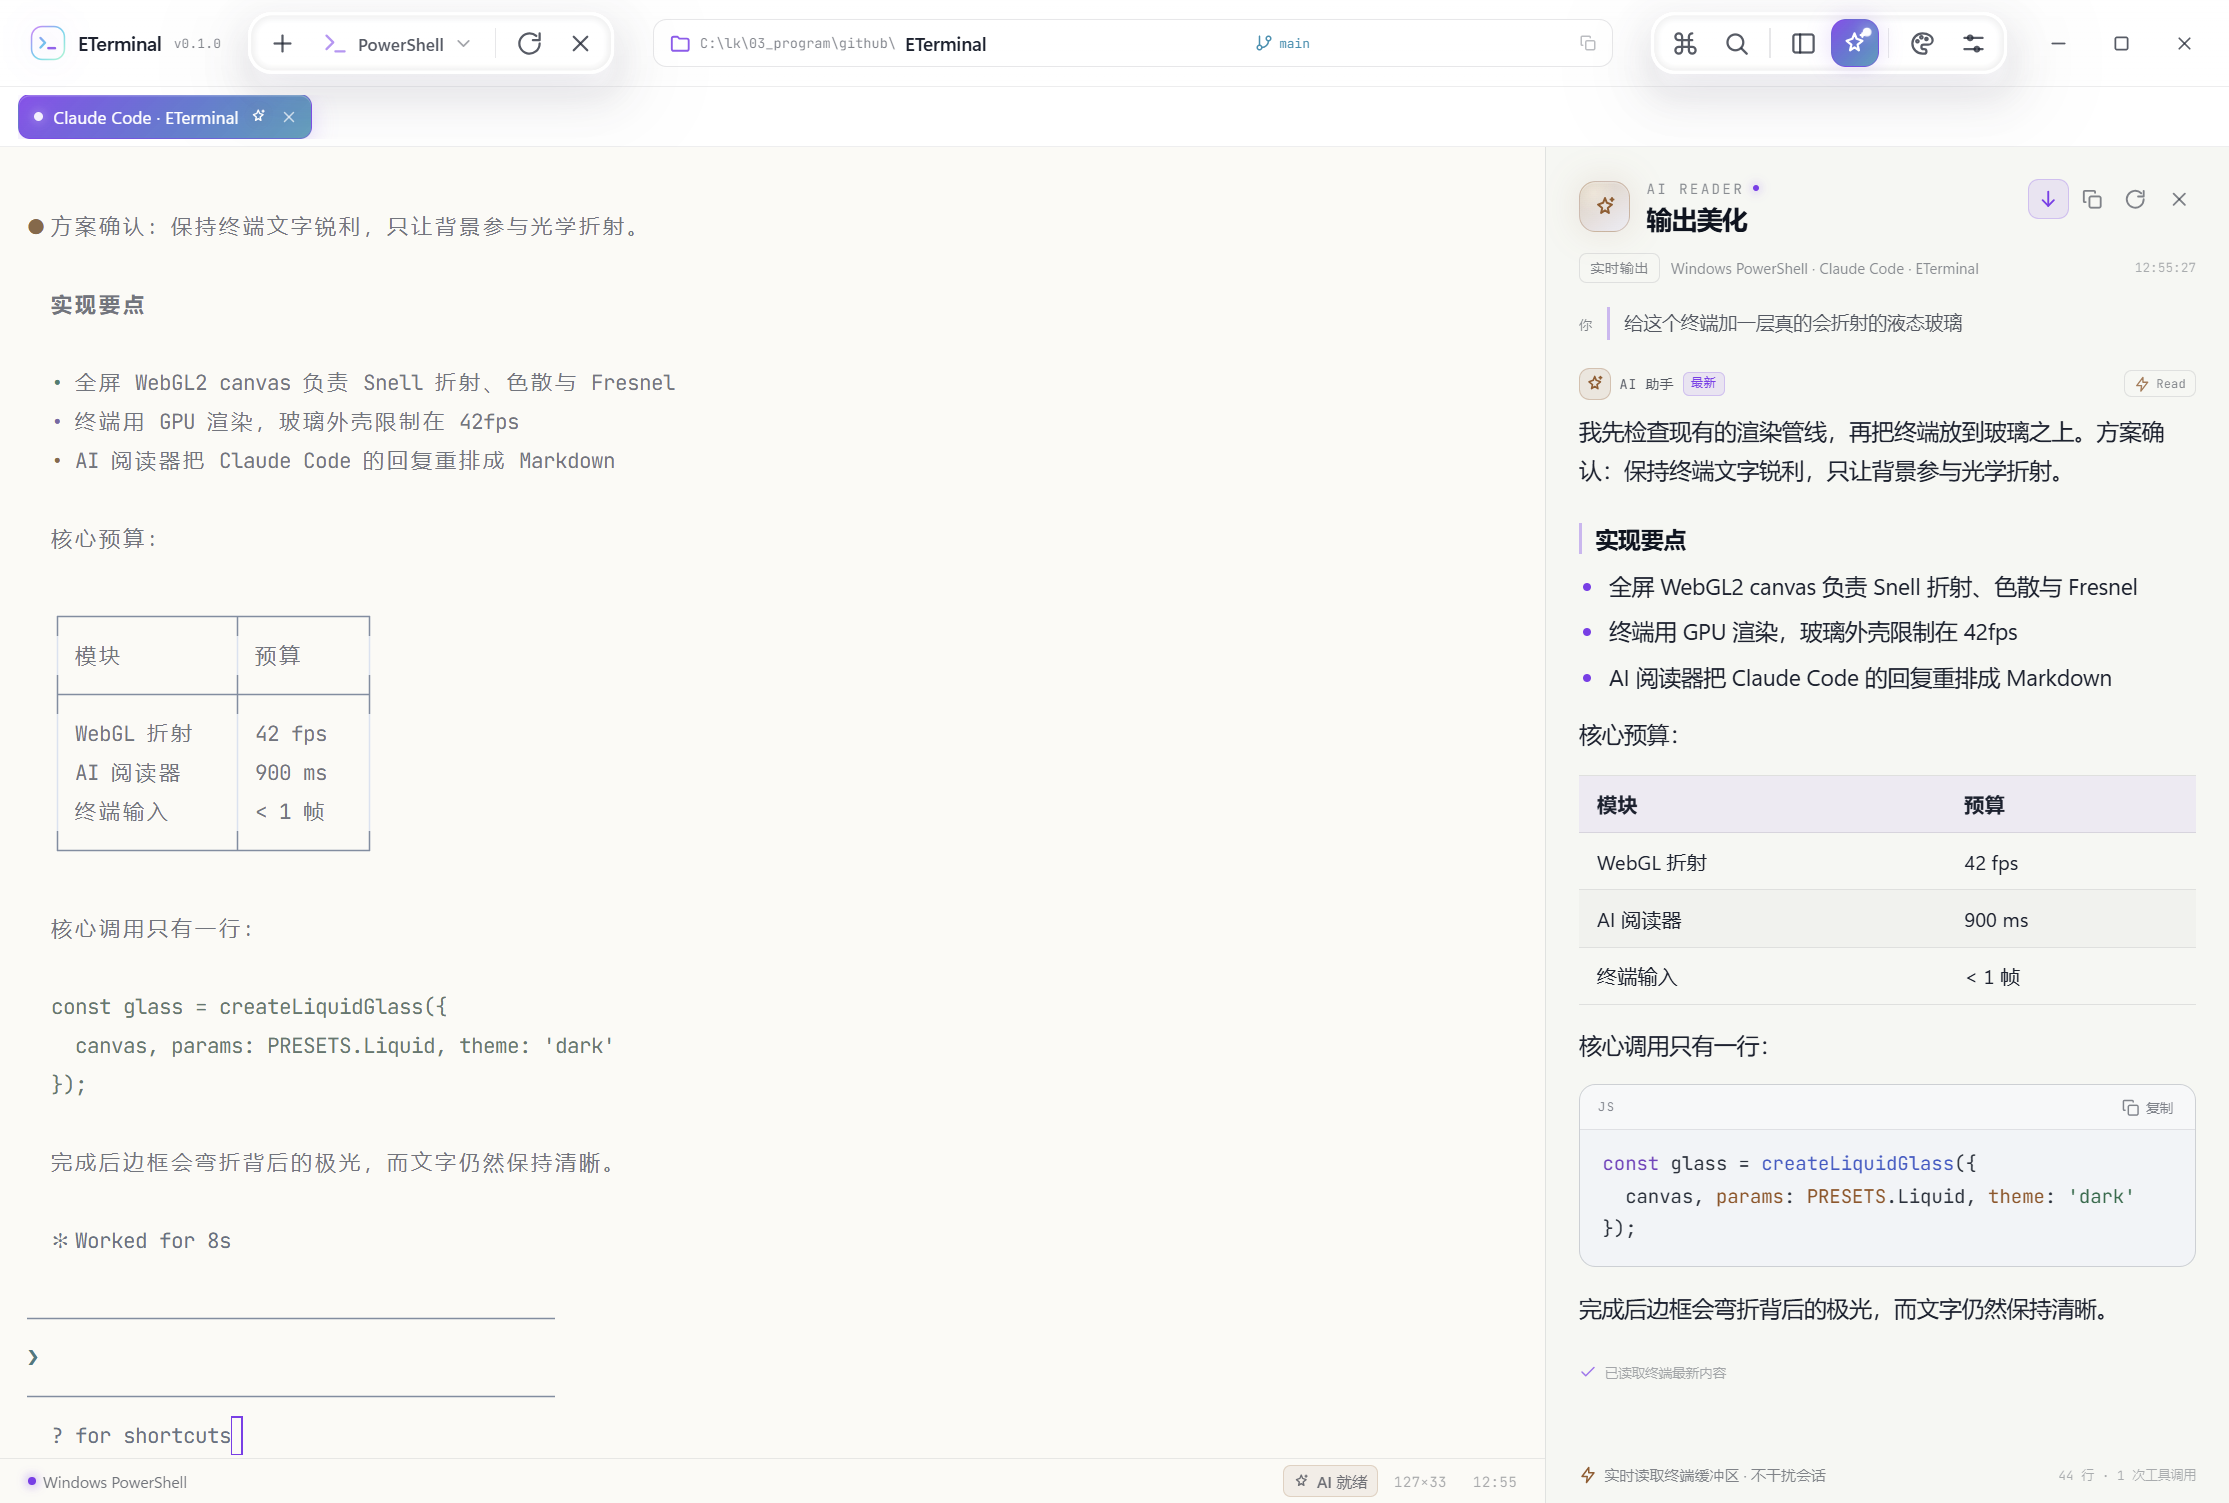 ETerminal v0.1.0
PowerShell
C:\lk\03_program\github\ ETerminal
main
Claude Code · ETerminal
方案确认：保持终端文字锐利，只让背景参与光学折射。
实现要点
• 全屏 WebGL2 canvas 负责 Snell 折射、色散与 Fresnel
• 终端用 GPU 渲染，玻璃外壳限制在 42fps
• AI 阅读器把 Claude Code 的回复重排成 Markdown
核心预算：
模块 预算
WebGL 折射 42 fps
AI 阅读器 900 ms
终端输入 < 1 帧
核心调用只有一行：
const glass = createLiquidGlass({
canvas, params: PRESETS.Liquid, theme: 'dark'
});
完成后边框会弯折背后的极光，而文字仍然保持清晰。
✻ Worked for 8s
❯
? for shortcuts
Windows PowerShell
AI 就绪 127×33 12:55
AI READER
输出美化
实时输出 Windows PowerShell · Claude Code · ETerminal 12:55:27
你 给这个终端加一层真的会折射的液态玻璃
AI 助手 最新 Read
我先检查现有的渲染管线，再把终端放到玻璃之上。方案确
认：保持终端文字锐利，只让背景参与光学折射。
实现要点
• 全屏 WebGL2 canvas 负责 Snell 折射、色散与 Fresnel
• 终端用 GPU 渲染，玻璃外壳限制在 42fps
• AI 阅读器把 Claude Code 的回复重排成 Markdown
核心预算：
模块 预算
WebGL 折射 42 fps
AI 阅读器 900 ms
终端输入 < 1 帧
核心调用只有一行：
JS 复制
const glass = createLiquidGlass({
canvas, params: PRESETS.Liquid, theme: 'dark'
});
完成后边框会弯折背后的极光，而文字仍然保持清晰。
已读取终端最新内容
实时读取终端缓冲区 · 不干扰会话 44 行 · 1 次工具调用